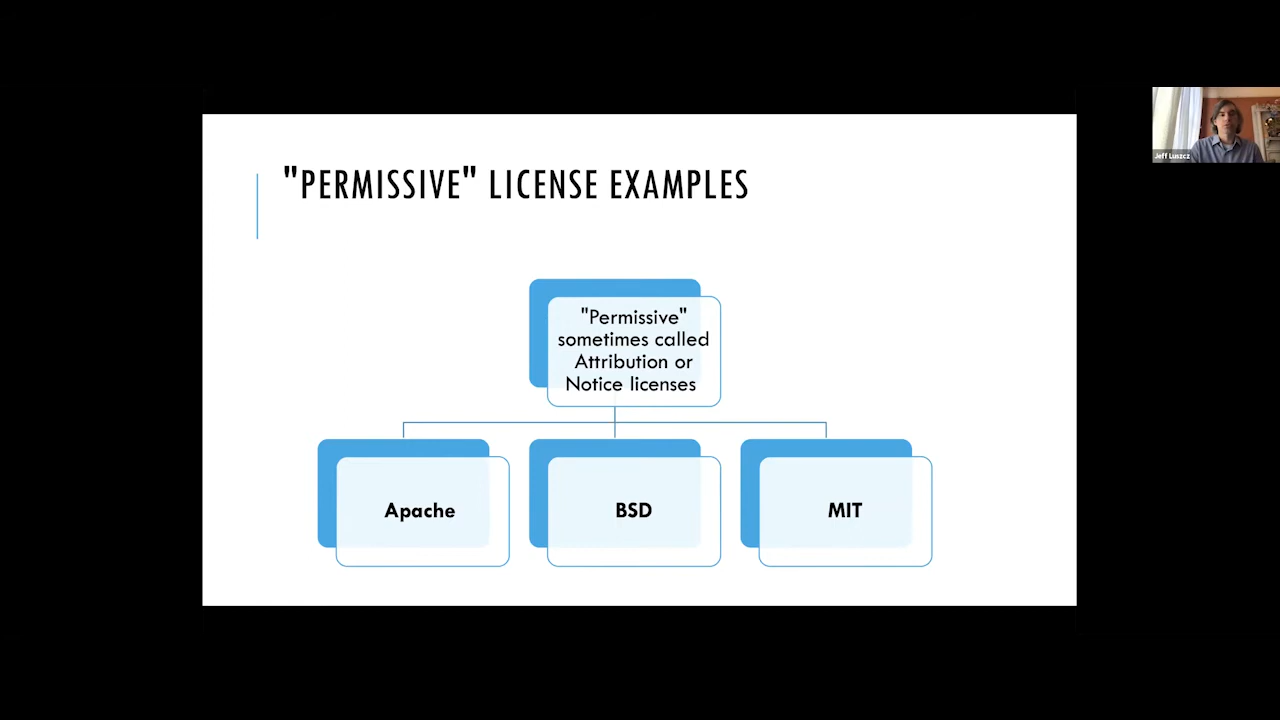 "PERMISSIVE" LICENSE EXAMPLES
"Permissive"
sometimes called
Attribution or
Notice licenses
Apache
BSD
MIT
Jeff Luszcz